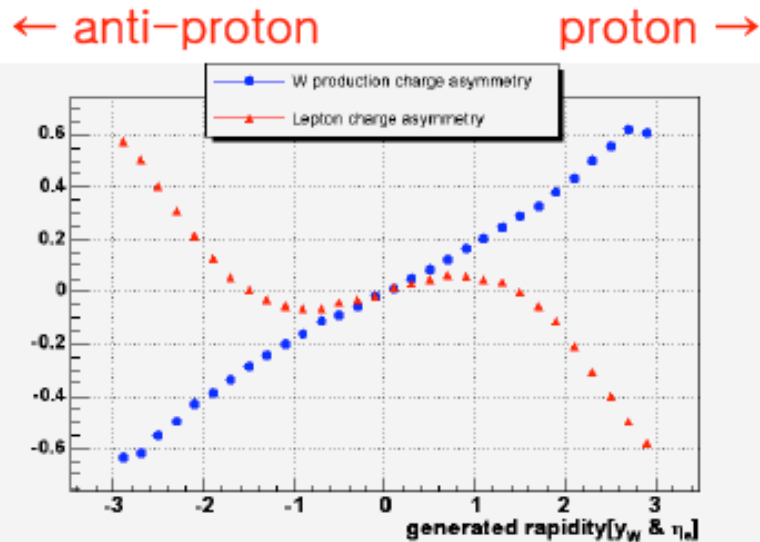 ← anti-proton proton →
W production charge asymmetry
Lepton charge asymmetry
0.6
0.4
0.2
0
-0.2
-0.4
-0.6
-3 -2 -1 0 1 2 3
generated rapidity[y_W & η_e]